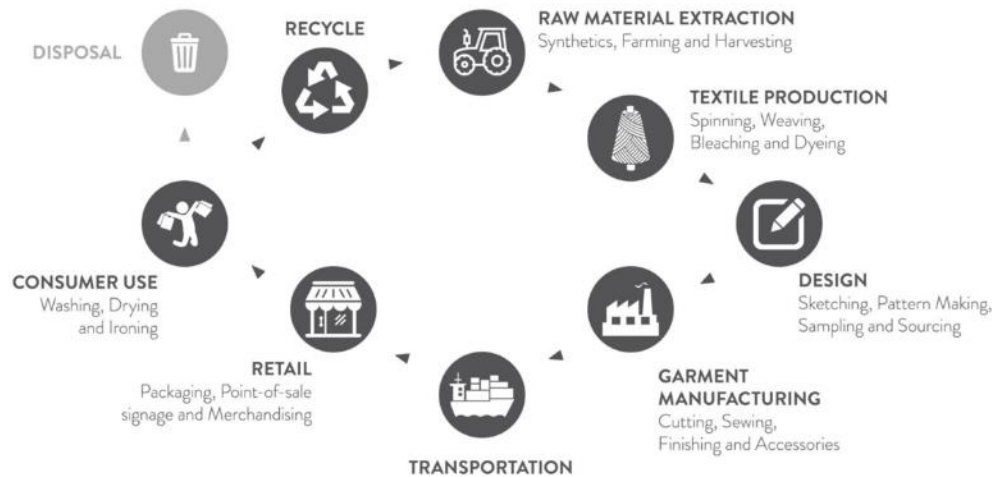 DISPOSAL
RECYCLE
RAW MATERIAL EXTRACTION
Synthetics, Farming and Harvesting
TEXTILE PRODUCTION
Spinning, Weaving,
Bleaching and Dyeing
DESIGN
Sketching, Pattern Making,
Sampling and Sourcing
GARMENT
MANUFACTURING
Cutting, Sewing,
Finishing and Accessories
TRANSPORTATION
RETAIL
Packaging, Point-of-sale
signage and Merchandising
CONSUMER USE
Washing, Drying
and Ironing